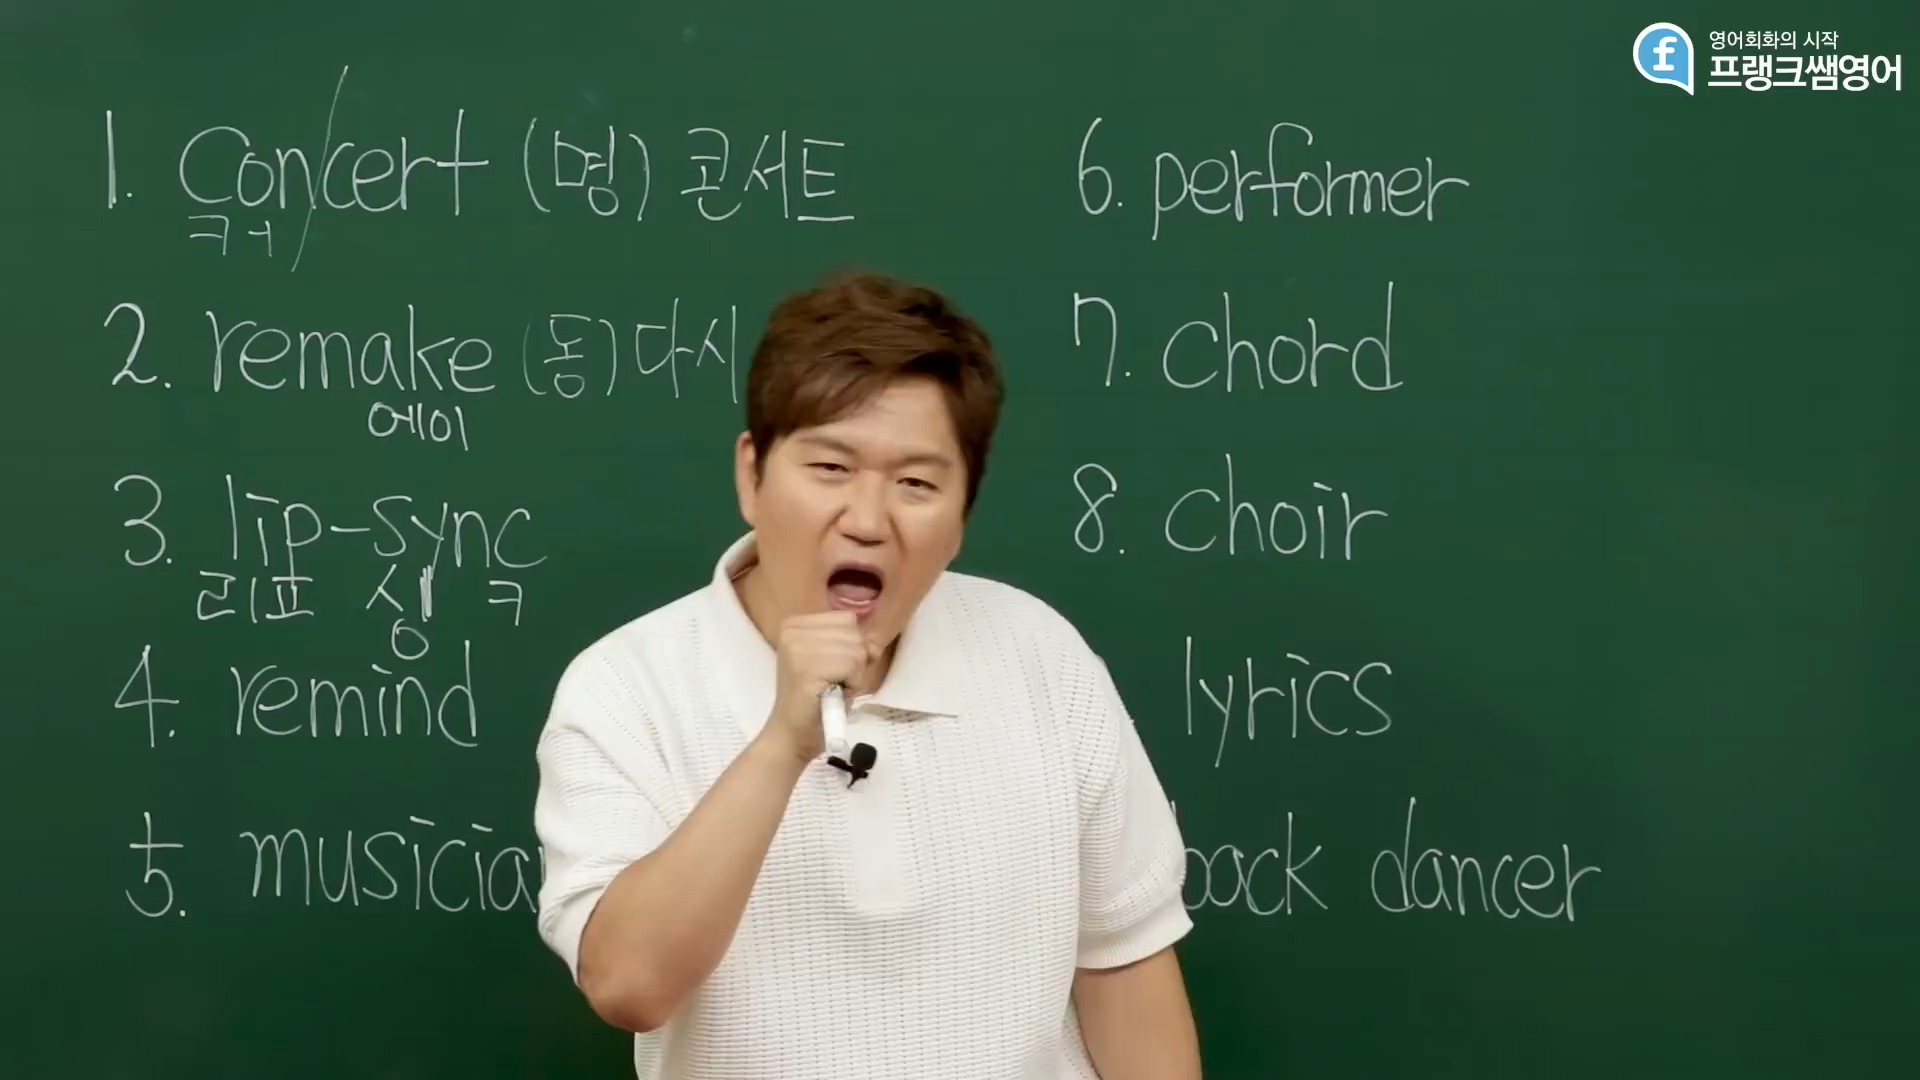 영어회화의 시작
프랭크쌤영어
1. Con/cert (명) 콘서트
ㅋㅓ
2. remake (동) 다시
에이
3. lip-sync
리ㅍ 싱 ㅋ
4. remind
5. musicia
6. performer
7. chord
8. choir
lyrics
back dancer